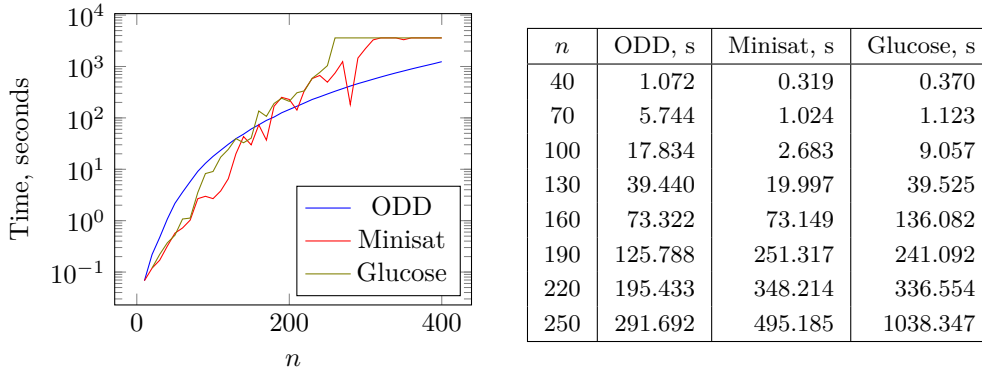 Time, seconds
10^4
10^3
10^2
10^1
10^0
10^−1
0
200
400
n
ODD
Minisat
Glucose
n ODD, s Minisat, s Glucose, s
40 1.072 0.319 0.370
70 5.744 1.024 1.123
100 17.834 2.683 9.057
130 39.440 19.997 39.525
160 73.322 73.149 136.082
190 125.788 251.317 241.092
220 195.433 348.214 336.554
250 291.692 495.185 1038.347